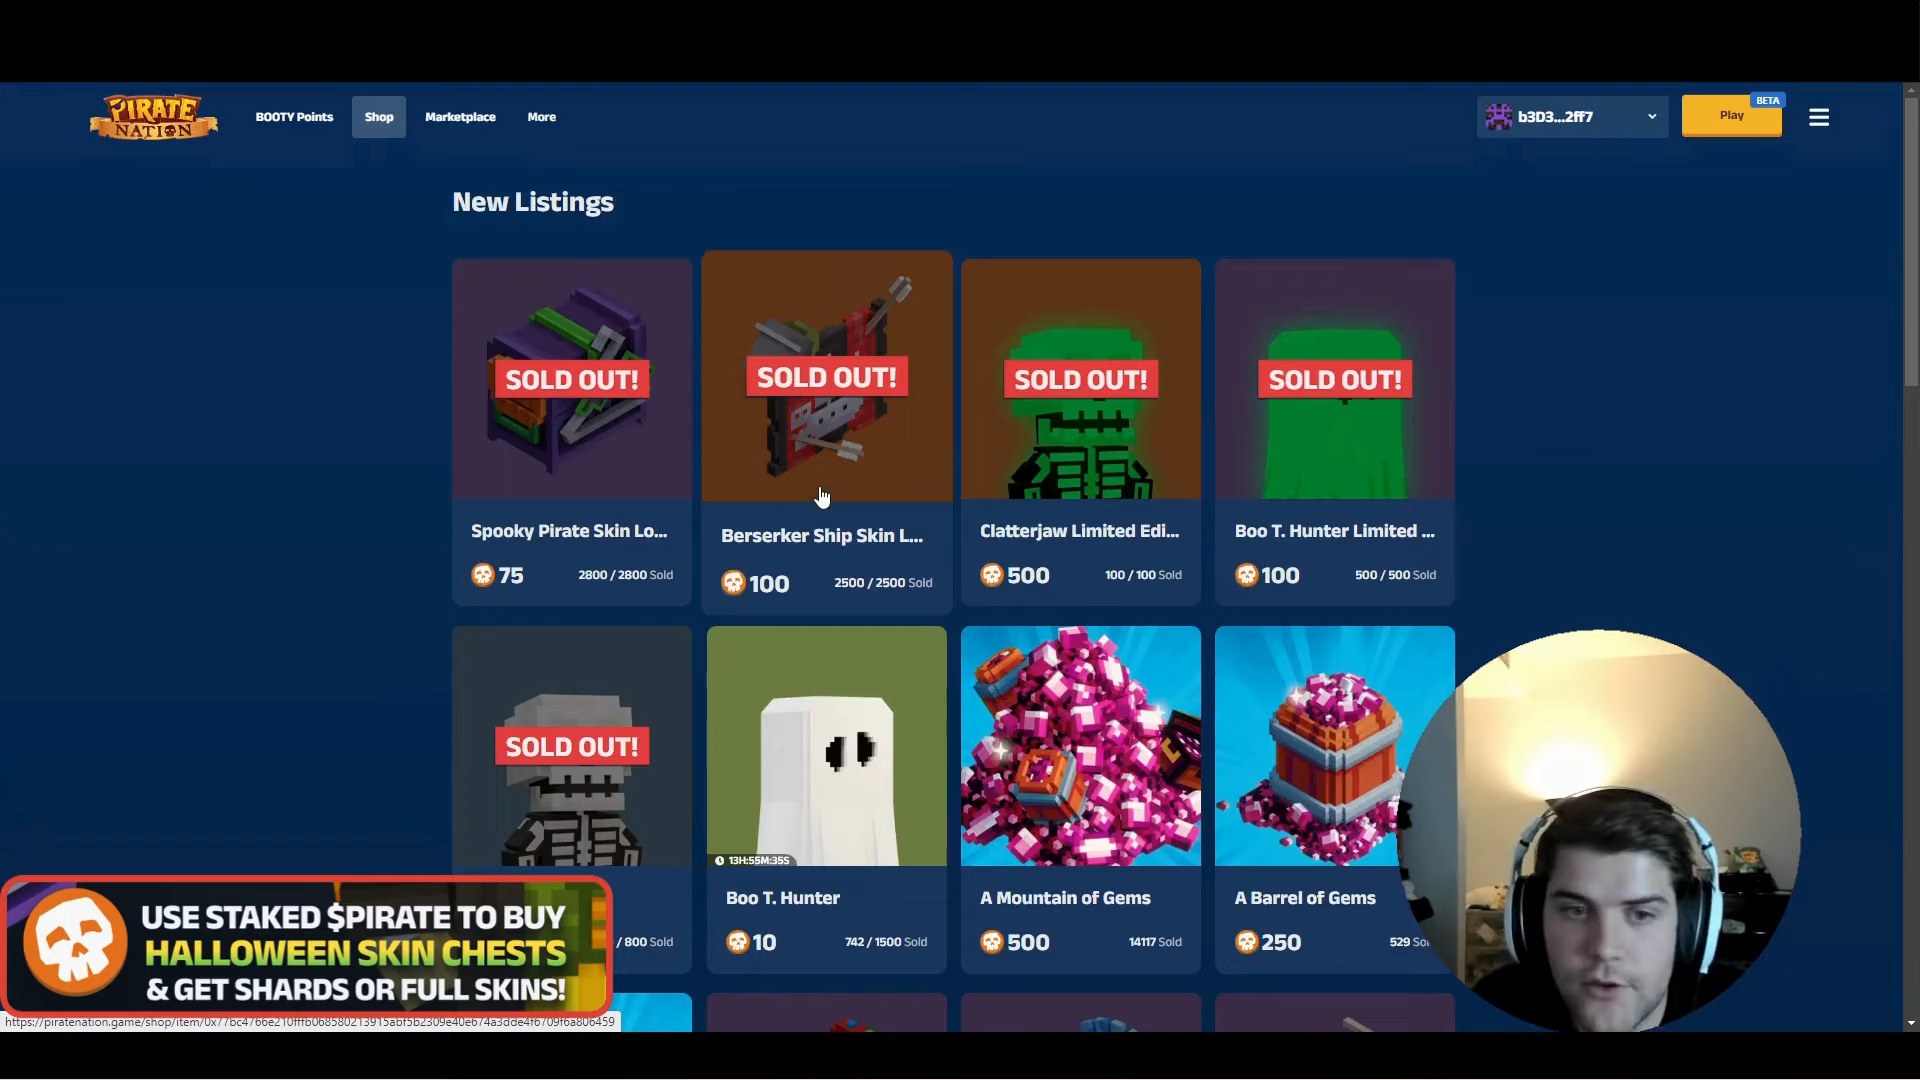 PIRATE
NATION
BOOTY Points
Shop
Marketplace
More
b3D3...2ff7
BETA
Play
New Listings
SOLD OUT!
SOLD OUT!
SOLD OUT!
SOLD OUT!
Spooky Pirate Skin Lo...
Berserker Ship Skin L...
Clatterjaw Limited Edi...
Boo T. Hunter Limited ...
75
2800 / 2800 Sold
100
2500 / 2500 Sold
500
100 / 100 Sold
100
500 / 500 Sold
SOLD OUT!
13H:55M:35S
Boo T. Hunter
A Mountain of Gems
A Barrel of Gems
/ 800 Sold
10
742 / 1500 Sold
500
14117 Sold
250
529 So
USE STAKED $PIRATE TO BUY
HALLOWEEN SKIN CHESTS
& GET SHARDS OR FULL SKINS!